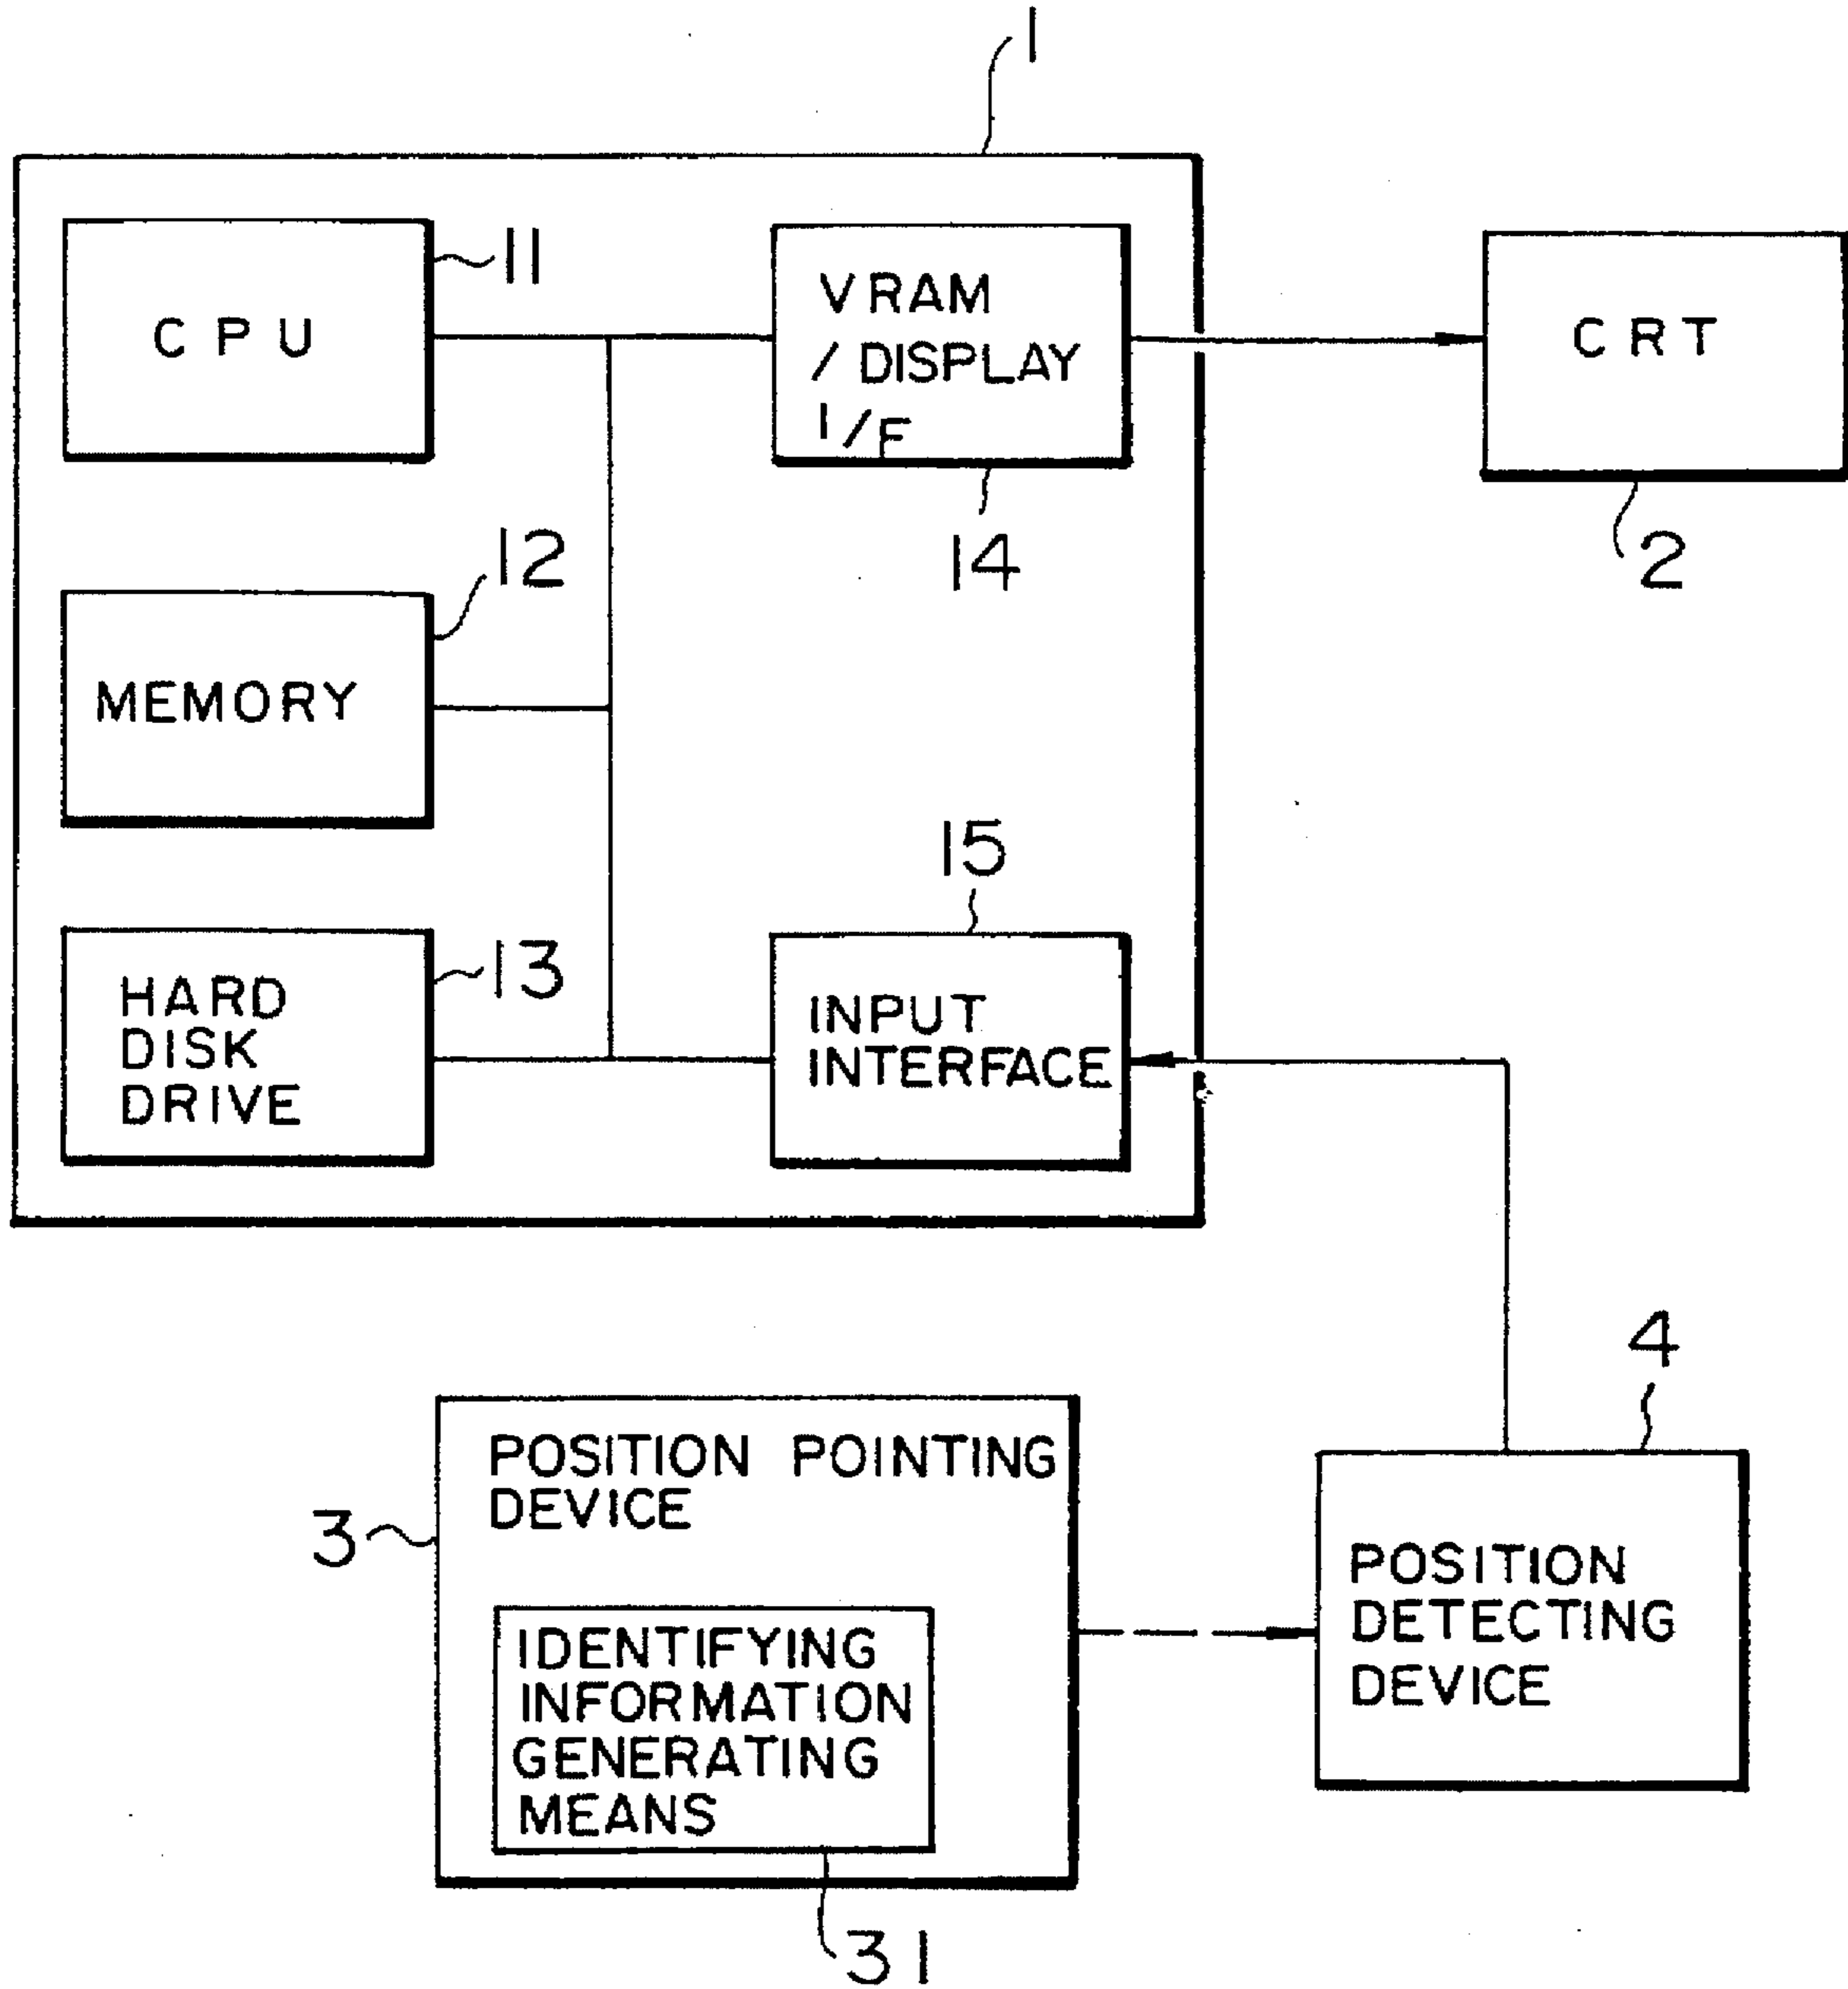 1
CPU
11
VRAM
/DISPLAY
I/F
14
CRT
2
MEMORY
12
HARD
DISK
DRIVE
13
15
INPUT
INTERFACE
3
POSITION POINTING
DEVICE
IDENTIFYING
INFORMATION
GENERATING
MEANS
31
4
POSITION
DETECTING
DEVICE